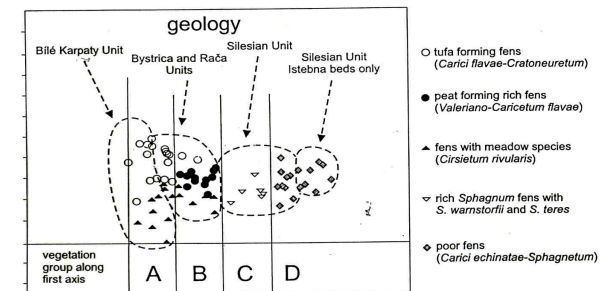 geology
Bílé Karpaty Unit
Bystrica and Rača
Units
Silesian Unit
Silesian Unit
Istebna beds only
tufa forming fens
(Carici flavae-Cratoneuretum)
peat forming rich fens
(Valeriano-Caricetum flavae)
fens with meadow species
(Cirsietum rivularis)
rich Sphagnum fens with
S. warnstorfii and S. teres
poor fens
(Carici echinatae-Sphagnetum)
vegetation
group along
first axis
A B C D